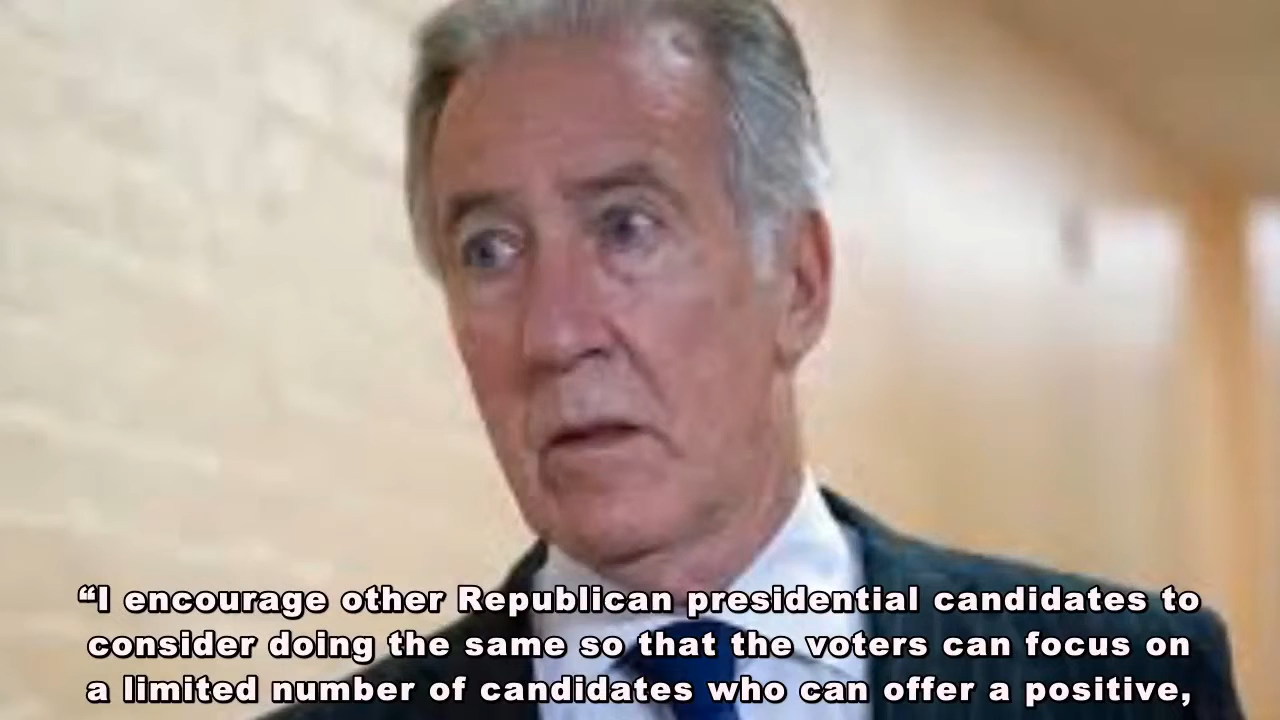 “I encourage other Republican presidential candidates to
consider doing the same so that the voters can focus on
a limited number of candidates who can offer a positive,